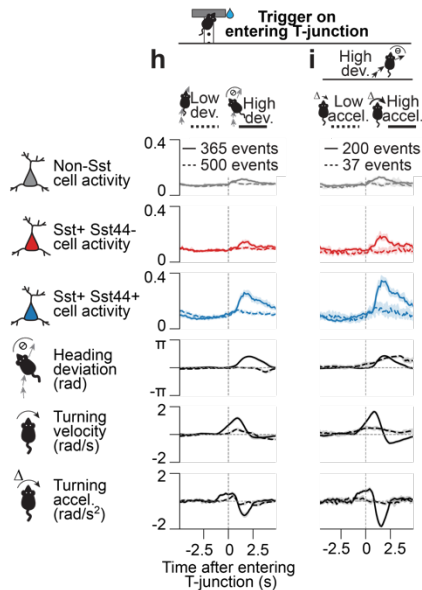 Trigger on
entering T-junction
h
i
High
dev.
Low
dev.
High
dev.
Δ
Low
accel.
Δ
High
accel.
0.4
365 events
500 events
200 events
37 events
Non-Sst
cell activity
0
0.4
Sst+ Sst44-
cell activity
0
0.4
Sst+ Sst44+
cell activity
0
Heading
deviation
(rad)
π
-π
Turning
velocity
(rad/s)
2
-2
Δ
Turning
accel.
(rad/s²)
2
-2
-2.5 0 2.5
-2.5 0 2.5
Time after entering
T-junction (s)